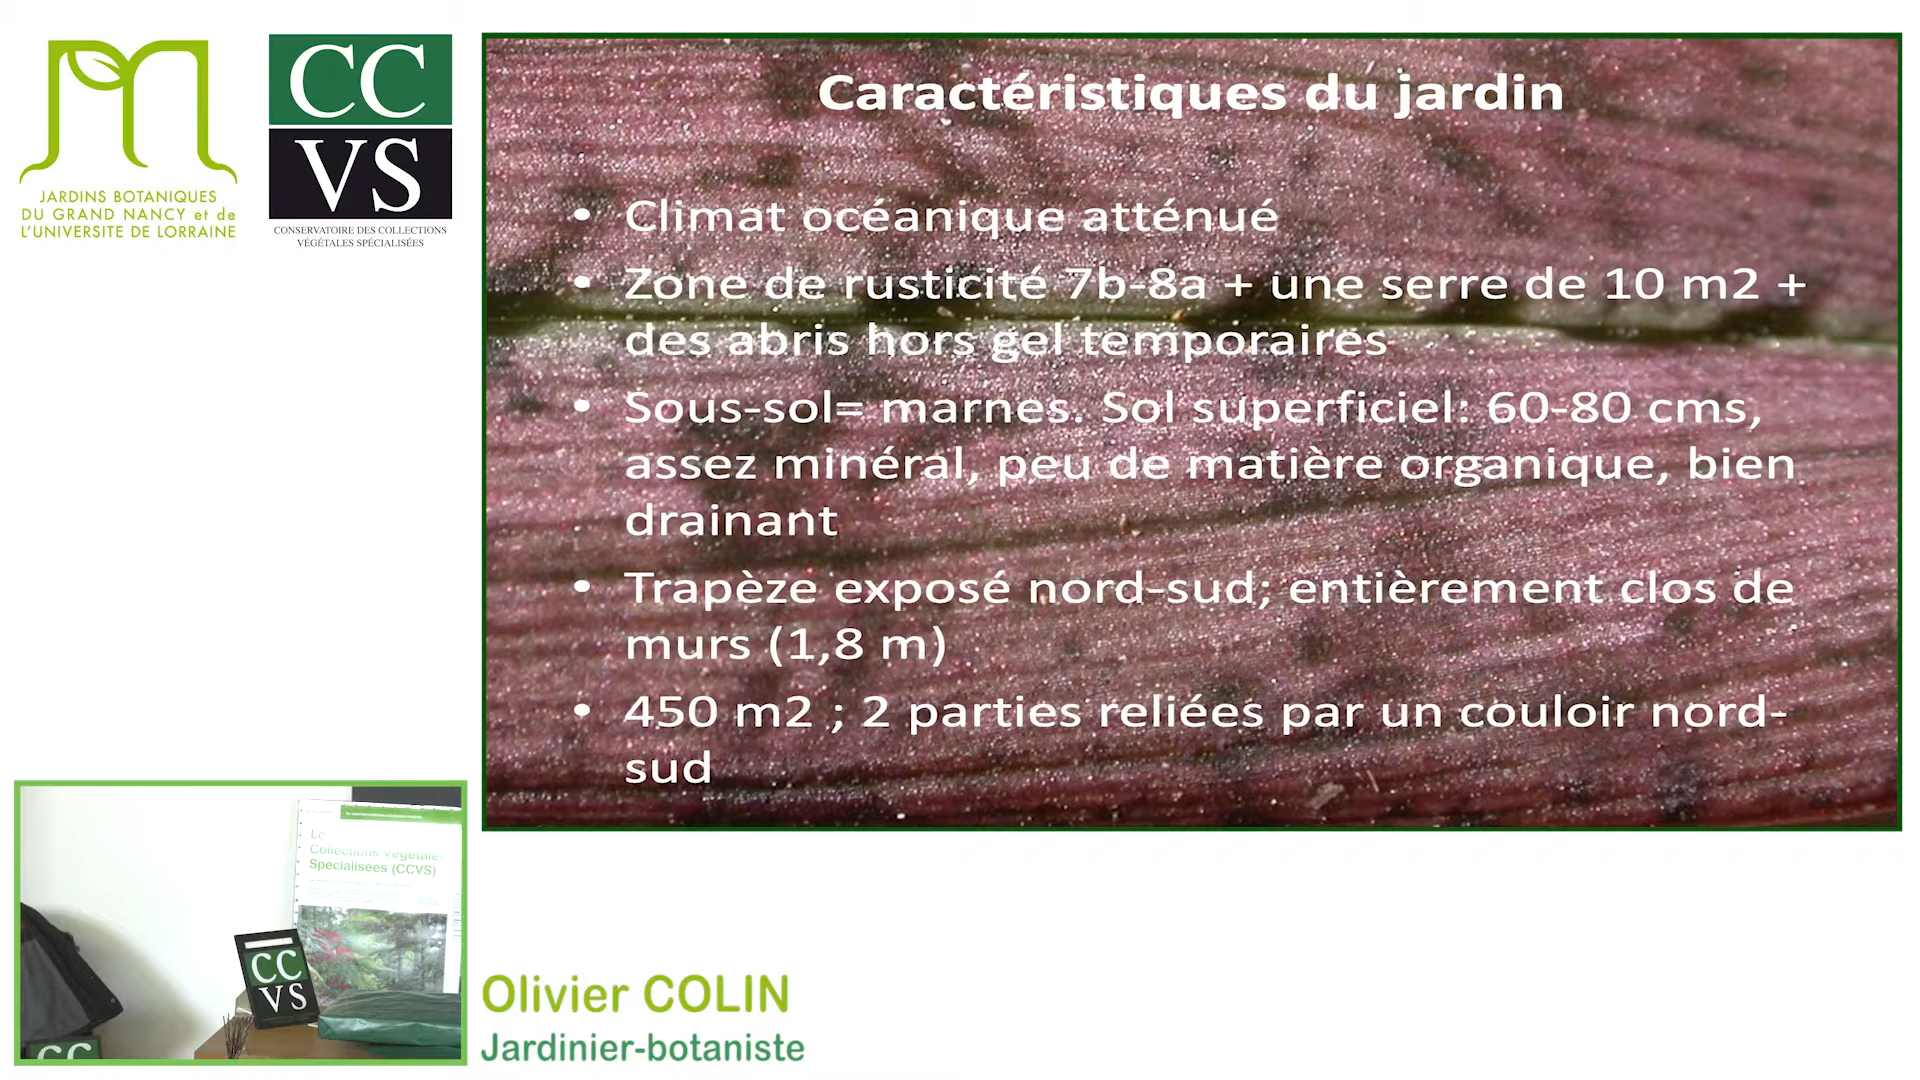 JARDINS BOTANIQUES
DU GRAND NANCY et de
L'UNIVERSITE DE LORRAINE
CC
VS
CONSERVATOIRE DES COLLECTIONS
VÉGÉTALES SPÉCIALISÉES
Caractéristiques du jardin
• Climat océanique atténué
• Zone de rusticité 7b-8a + une serre de 10 m2 +
des abris hors gel temporaires
• Sous-sol= marnes. Sol superficiel: 60-80 cms,
assez minéral, peu de matière organique, bien
drainant
• Trapèze exposé nord-sud; entièrement clos de
murs (1,8 m)
• 450 m2 ; 2 parties reliées par un couloir nord-
sud
Le
Collections Végétales
Spécialisées (CCVS)
CC
VS
CC
Olivier COLIN
Jardinier-botaniste